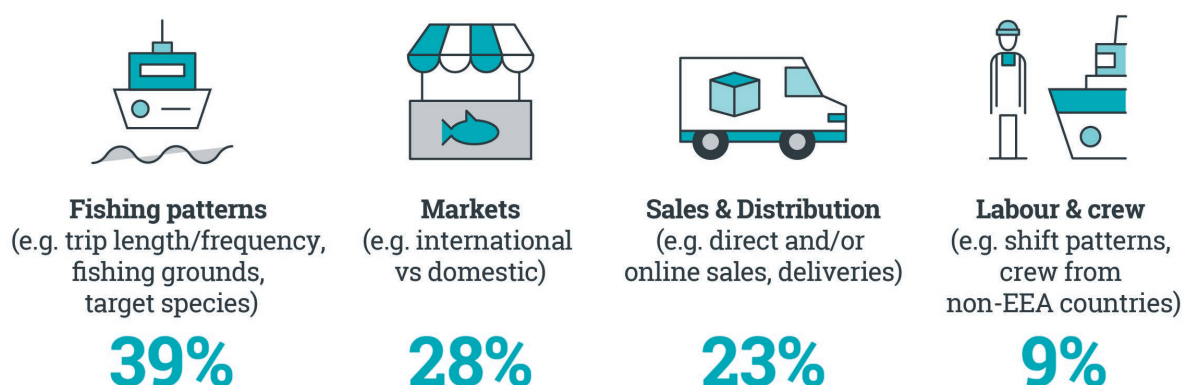 Fishing patterns
(e.g. trip length/frequency,
fishing grounds,
target species)
39%
Markets
(e.g. international
vs domestic)
28%
Sales & Distribution
(e.g. direct and/or
online sales, deliveries)
23%
Labour & crew
(e.g. shift patterns,
crew from
non-EEA countries)
9%